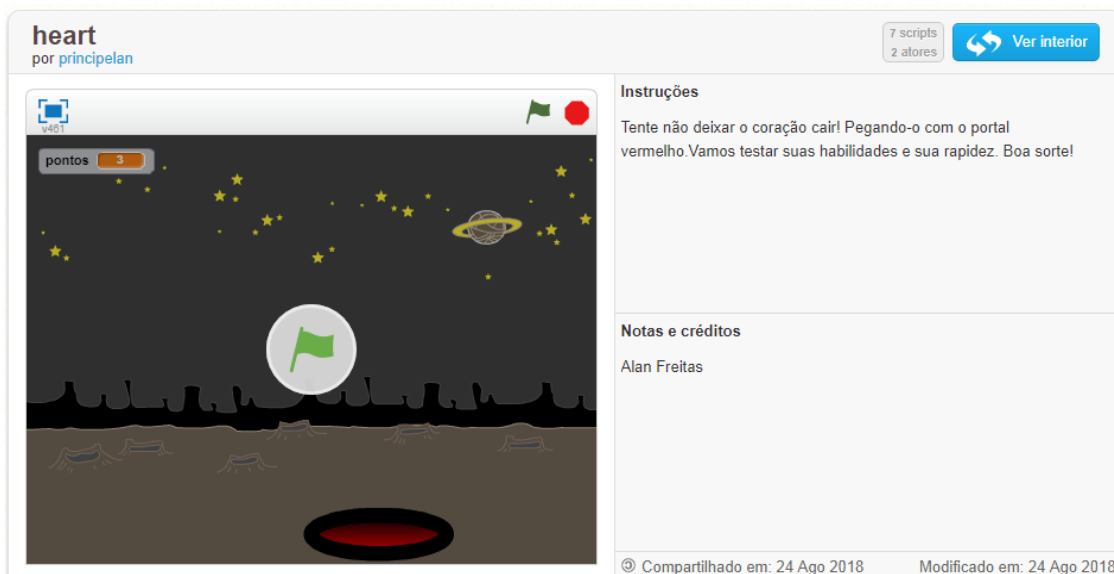 heart
por principelan
7 scripts
2 atores
Ver interior
v461
pontos 3
Instruções
Tente não deixar o coração cair! Pegando-o com o portal
vermelho.Vamos testar suas habilidades e sua rapidez. Boa sorte!
Notas e créditos
Alan Freitas
Compartilhado em: 24 Ago 2018 Modificado em: 24 Ago 2018